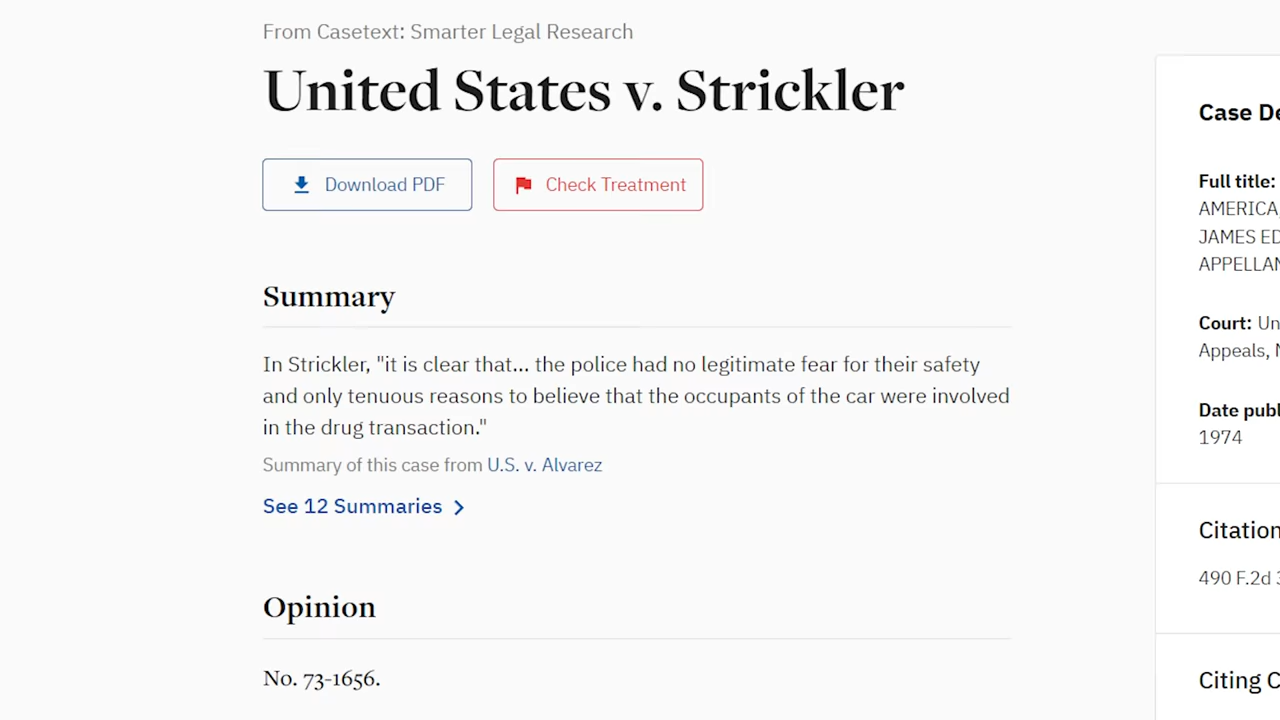 From Casetext: Smarter Legal Research
United States v. Strickler
Download PDF
Check Treatment
Summary
In Strickler, "it is clear that... the police had no legitimate fear for their safety
and only tenuous reasons to believe that the occupants of the car were involved
in the drug transaction."
Summary of this case from U.S. v. Alvarez
See 12 Summaries
Opinion
No. 73-1656.
Case De
Full title:
AMERICA,
JAMES ED
APPELLAN
Court: Un
Appeals, N
Date publ
1974
Citation
490 F.2d 3
Citing C